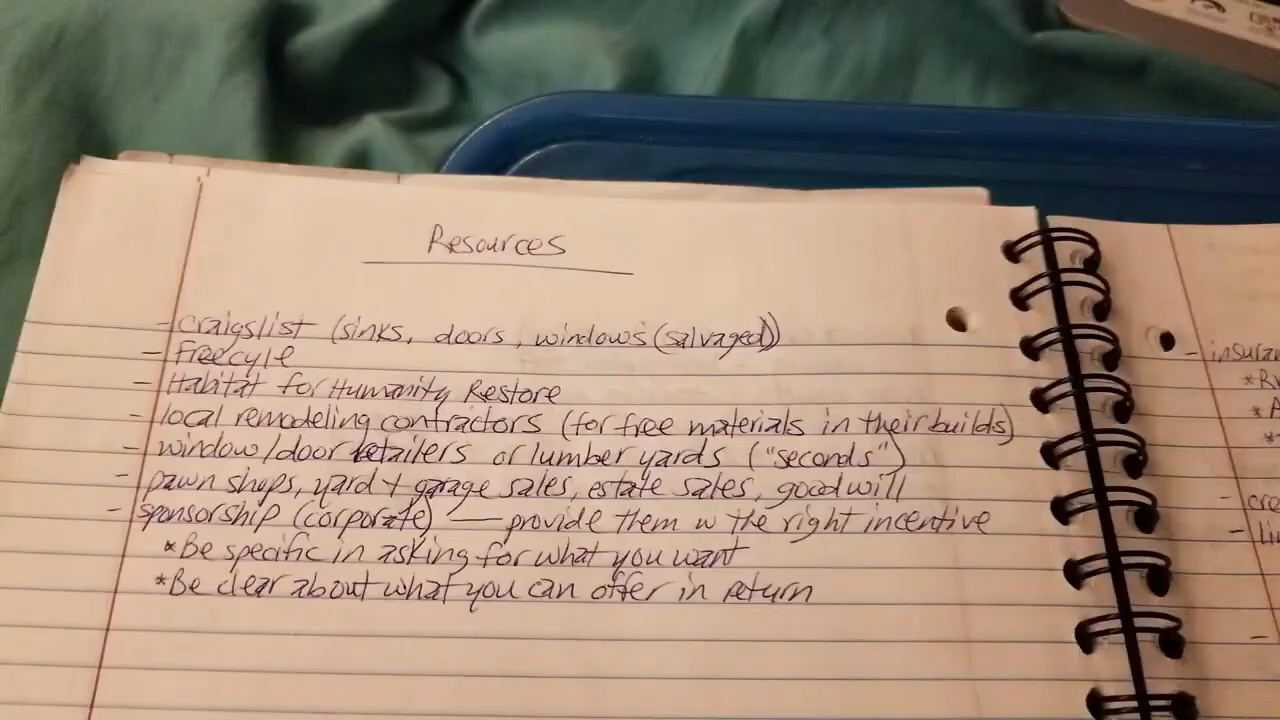 Resources
- craigslist (sinks, doors, windows (salvaged))
- freecyle
- Habitat for Humanity Restore
- local remodeling contractors (for free materials in their builds)
- window/door retailers or lumber yards ("seconds")
- pawn shops, yard + garage sales, estate sales, goodwill
- sponsorship (corporate) — provide them w the right incentive
*Be specific in asking for what you want
*Be clear about what you can offer in return